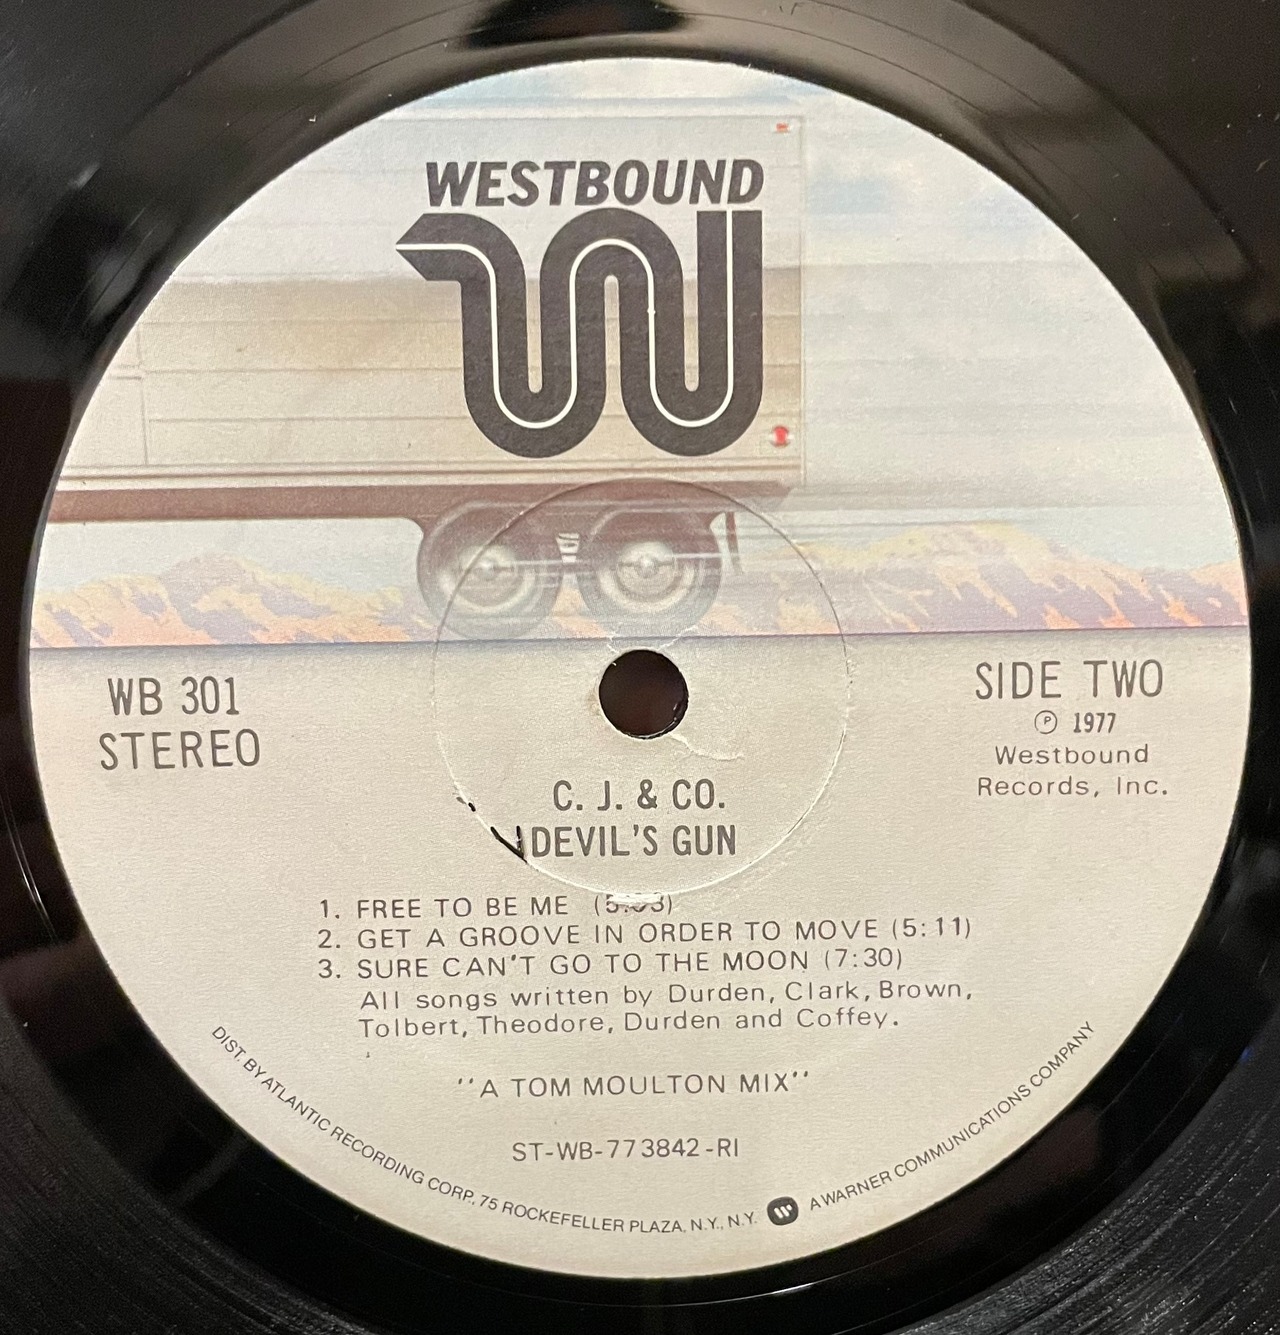 WESTBOUND
WB 301
STEREO
SIDE TWO
℗ 1977
Westbound
Records, Inc.
C. J. & CO.
DEVIL'S GUN
1. FREE TO BE ME
2. GET A GROOVE IN ORDER TO MOVE (5:11)
3. SURE CAN'T GO TO THE MOON (7:30)
All songs written by Durden, Clark, Brown,
Tolbert, Theodore, Durden and Coffey.
''A TOM MOULTON MIX''
ST-WB-773842-RI
DIST. BY ATLANTIC RECORDING CORP., 75 ROCKEFELLER PLAZA, N.Y., N.Y. A WARNER COMMUNICATIONS COMPANY